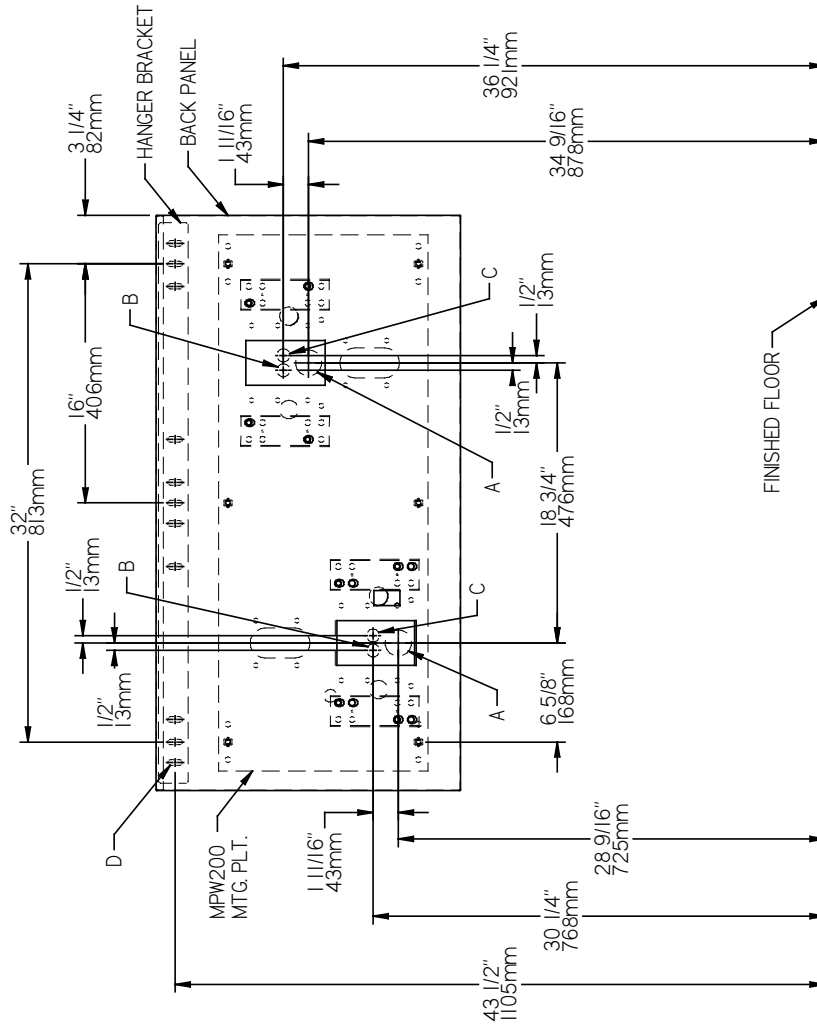 3 1/4"
82mm
HANGER BRACKET
BACK PANEL
1 11/16"
43mm
36 1/4"
921mm
34 9/16"
878mm
32"
813mm
16"
406mm
B
C
1/2"
13mm
1/2"
13mm
A
18 3/4"
476mm
FINISHED FLOOR
1/2"
13mm
B
1/2"
13mm
C
A
6 5/8"
168mm
D
MPW200
MTG. PLT.
1 11/16"
43mm
28 9/16"
725mm
30 1/4"
768mm
43 1/2"
1105mm